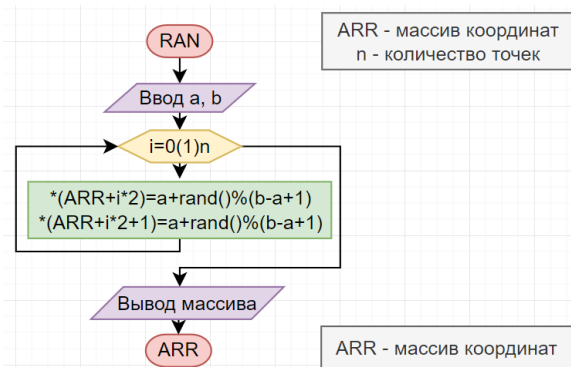 RAN
ARR - массив координат
n - количество точек
Ввод a, b
i=0(1)n
*(ARR+i*2)=a+rand()%(b-a+1)
*(ARR+i*2+1)=a+rand()%(b-a+1)
Вывод массива
ARR
ARR - массив координат